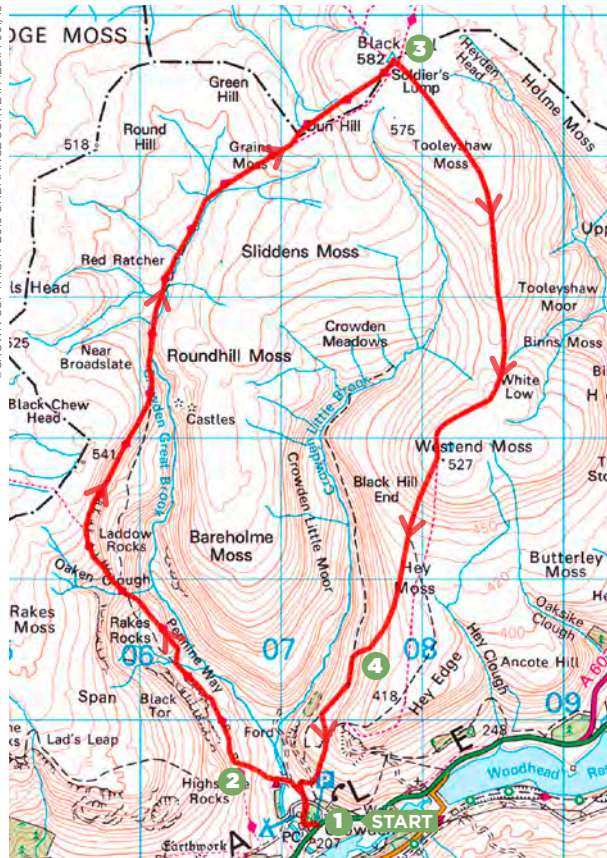 DGE MOSS
Black
582
3
Soldier's
Lump
Heyden
Head
Holme Moss
Green
Hill
Round
Hill
518
Dun Hill
575
Grains
Moss
Tooleyshaw
Moss
Sliddens Moss
Red Ratcher
ls Head
Tooleyshaw
Moor
Crowden
Meadows
Binns Moss
Near
Broadslate
Roundhill Moss
White
Low
Black Chew
Head
Castles
Crowden Great Brook
Crowden Little Brook
Westend Moss
527
541
Black Hill
End
Crowden Little Moor
450
Laddow
Rocks
Bareholme
Moss
Hey
Moss
420
Butterley
Moss
Oaken Clough
Rakes
Moss
Rakes
Rocks
Pennine Way
06
07
08
400
Oaksike
Clough
Hey Clough
Ancote Hill
4
418
Hey Edge
Span
Black
Tor
09
248
Ford
Lad's Leap
E
L
A
2
Rocks
P
Woodhead
1
START
PC
207
Earthwork